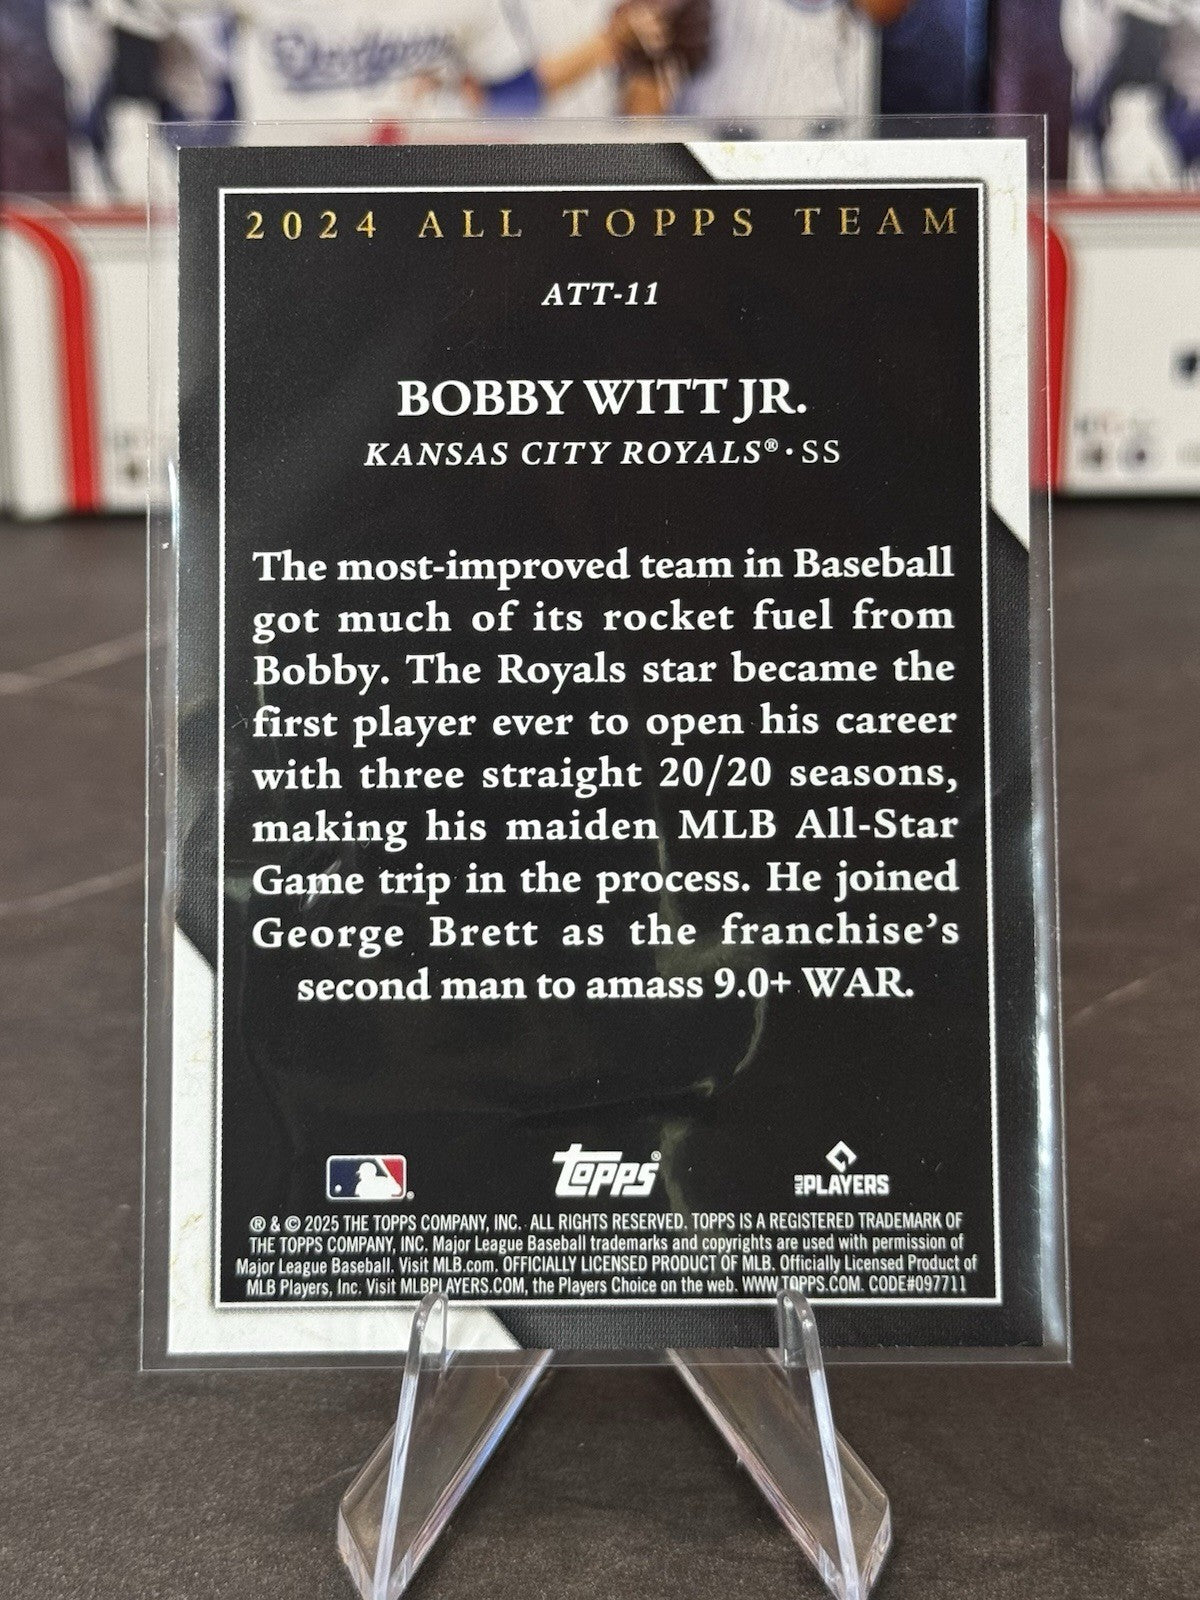 Dodgers
2024 ALL TOPPS TEAM
ATT-11
BOBBY WITT JR.
KANSAS CITY ROYALS® · SS
The most-improved team in Baseball
got much of its rocket fuel from
Bobby. The Royals star became the
first player ever to open his career
with three straight 20/20 seasons,
making his maiden MLB All-Star
Game trip in the process. He joined
George Brett as the franchise's
second man to amass 9.0+ WAR.
Topps®
MLB PLAYERS
® & © 2025 THE TOPPS COMPANY, INC. ALL RIGHTS RESERVED. TOPPS IS A REGISTERED TRADEMARK OF
THE TOPPS COMPANY, INC. Major League Baseball trademarks and copyrights are used with permission of
Major League Baseball. Visit MLB.com. OFFICIALLY LICENSED PRODUCT OF MLB. Officially Licensed Product of
MLB Players, Inc. Visit MLBPLAYERS.COM, the Players Choice on the web. WWW.TOPPS.COM. CODE#097711